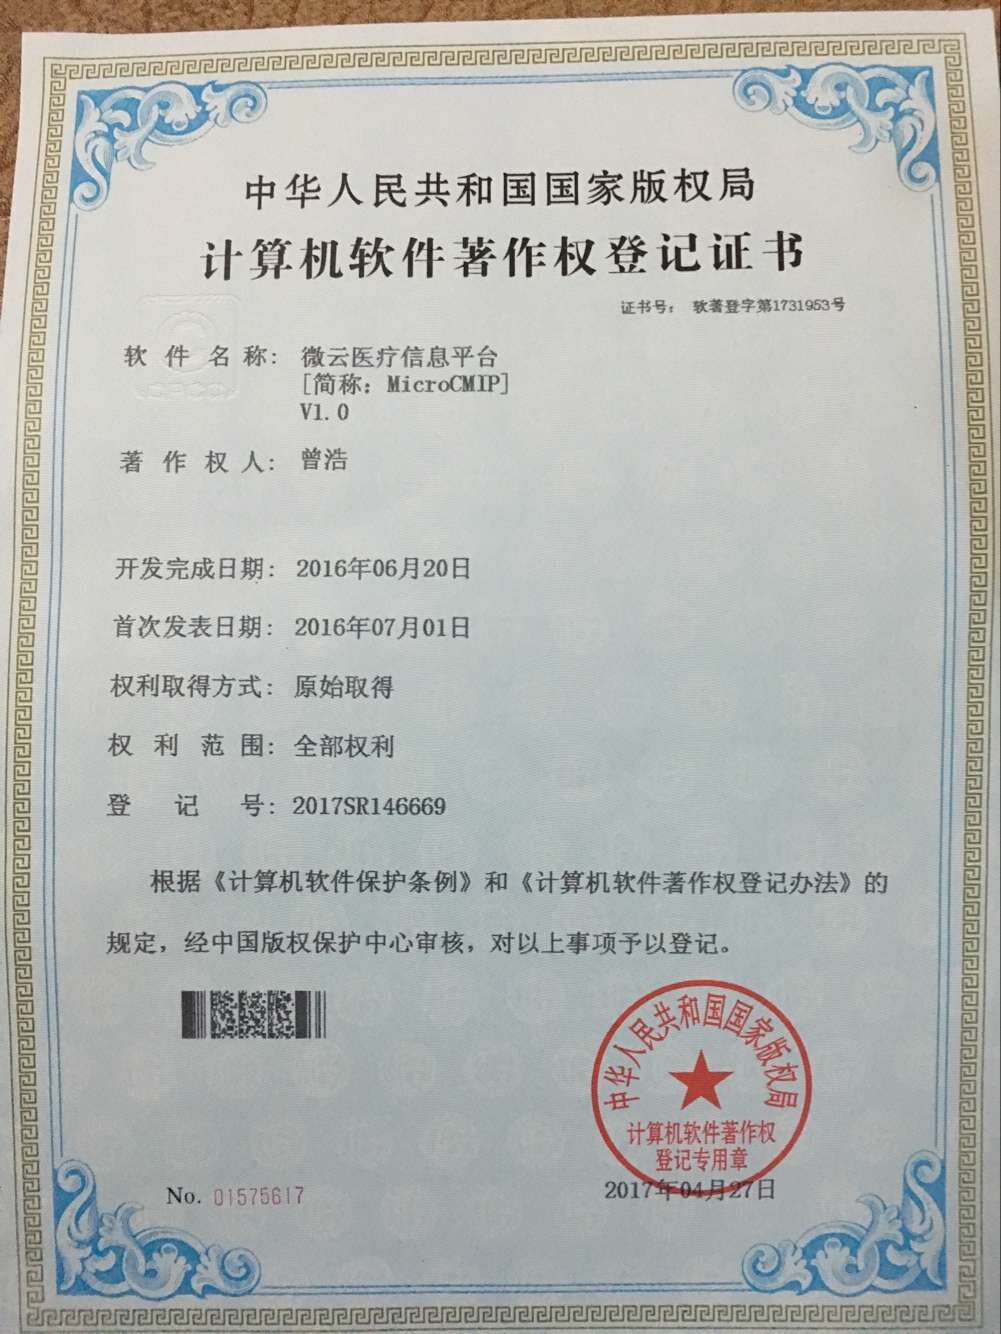 中华人民共和国国家版权局
计算机软件著作权登记证书
证书号： 软著登字第1731953号
软件名称： 微云医疗信息平台
[简称：MicroCMIP]
V1.0
著作权人： 曾浩
开发完成日期： 2016年06月20日
首次发表日期： 2016年07月01日
权利取得方式： 原始取得
权利范围： 全部权利
登记号： 2017SR146669
根据《计算机软件保护条例》和《计算机软件著作权登记办法》的
规定，经中国版权保护中心审核，对以上事项予以登记。
中华人民共和国国家版权局
计算机软件著作权
登记专用章
No. 01575617
2017年04月27日